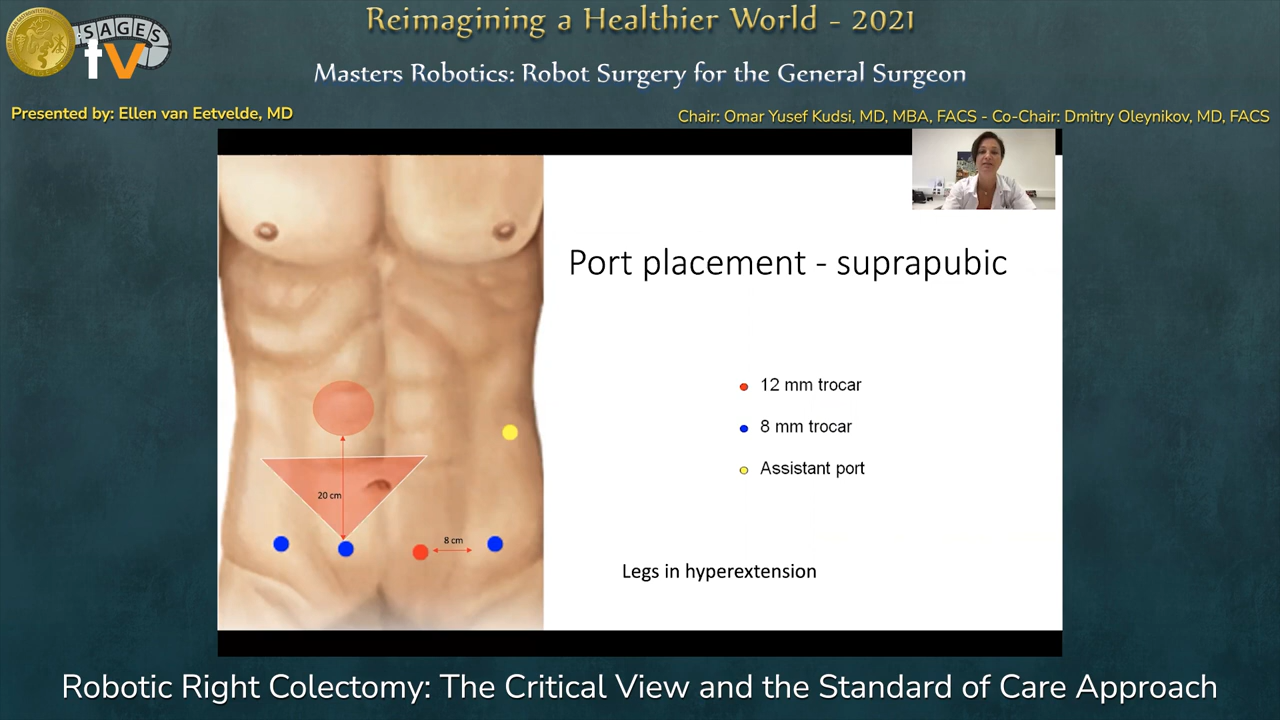 SAGES
tv
Reimagining a Healthier World - 2021
Masters Robotics: Robot Surgery for the General Surgeon
Presented by: Ellen van Eetvelde, MD
Chair: Omar Yusef Kudsi, MD, MBA, FACS - Co-Chair: Dmitry Oleynikov, MD, FACS
Port placement - suprapubic
12 mm trocar
8 mm trocar
Assistant port
20 cm
8 cm
Legs in hyperextension
Robotic Right Colectomy: The Critical View and the Standard of Care Approach